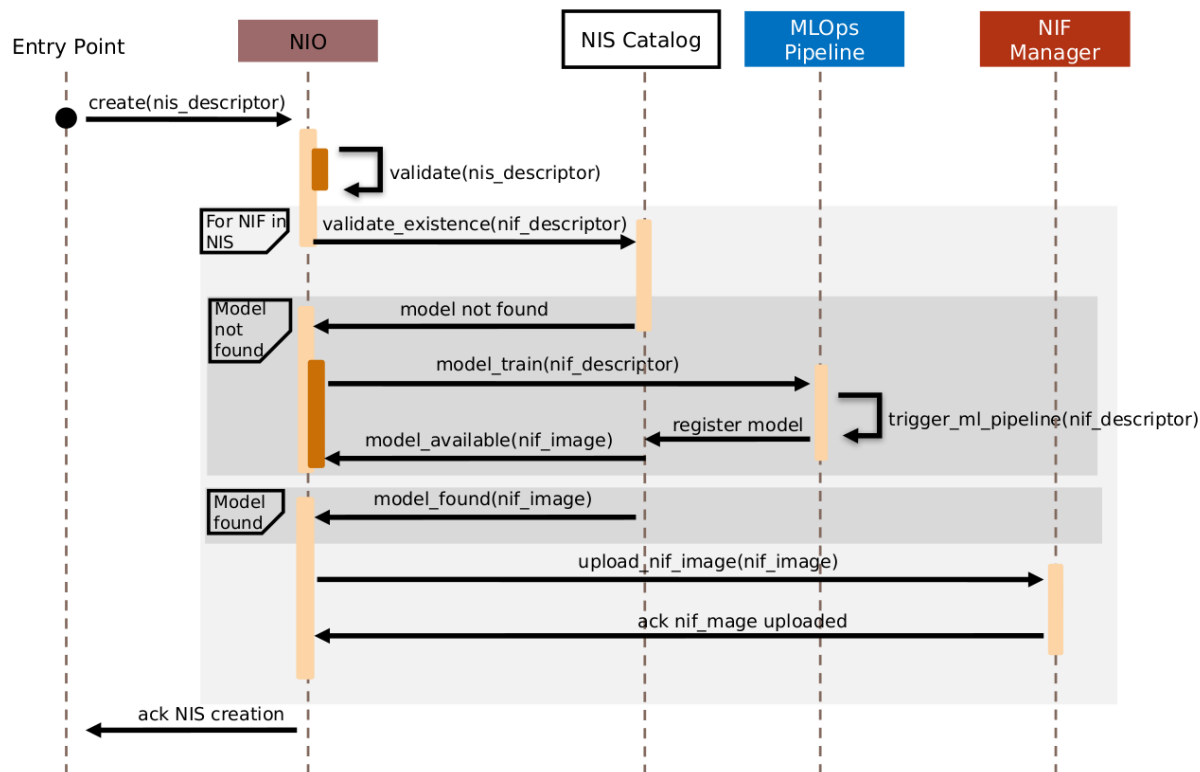 Entry Point
NIO
NIS Catalog
MLOps
Pipeline
NIF
Manager
create(nis_descriptor)
validate(nis_descriptor)
For NIF in
NIS
validate_existence(nif_descriptor)
Model
not
found
model not found
model_train(nif_descriptor)
trigger_ml_pipeline(nif_descriptor)
register model
model_available(nif_image)
Model
found
model_found(nif_image)
upload_nif_image(nif_image)
ack nif_mage uploaded
ack NIS creation